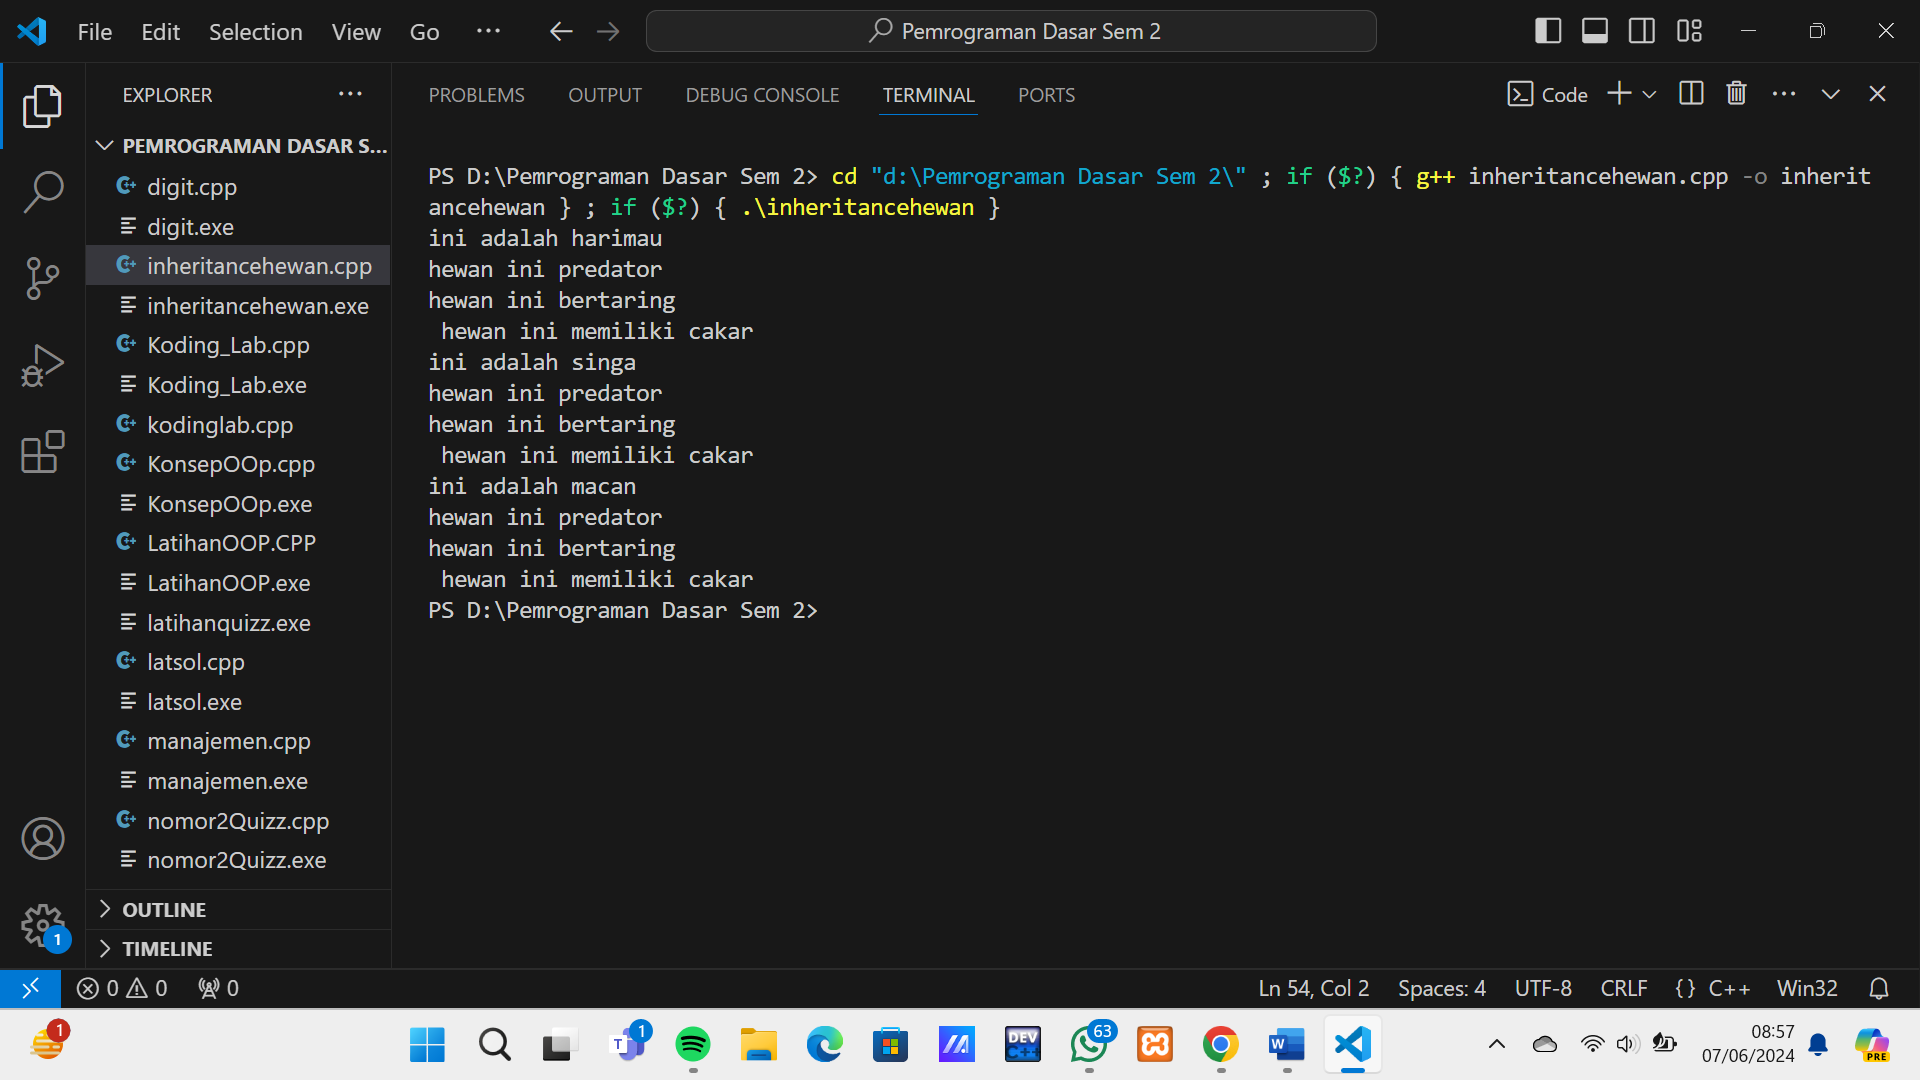 File Edit Selection View Go ...
Pemrograman Dasar Sem 2
EXPLORER
PEMROGRAMAN DASAR S...
digit.cpp
digit.exe
inheritancehewan.cpp
inheritancehewan.exe
Koding_Lab.cpp
Koding_Lab.exe
kodinglab.cpp
KonsepOOp.cpp
KonsepOOp.exe
LatihanOOP.CPP
LatihanOOP.exe
latihanquizz.exe
latsol.cpp
latsol.exe
manajemen.cpp
manajemen.exe
nomor2Quizz.cpp
nomor2Quizz.exe
OUTLINE
TIMELINE
1
PROBLEMS OUTPUT DEBUG CONSOLE TERMINAL PORTS
Code
PS D:\Pemrograman Dasar Sem 2> cd "d:\Pemrograman Dasar Sem 2\" ; if ($?) { g++ inheritancehewan.cpp -o inherit
ancehewan } ; if ($?) { .\inheritancehewan }
ini adalah harimau
hewan ini predator
hewan ini bertaring
 hewan ini memiliki cakar
ini adalah singa
hewan ini predator
hewan ini bertaring
 hewan ini memiliki cakar
ini adalah macan
hewan ini predator
hewan ini bertaring
 hewan ini memiliki cakar
PS D:\Pemrograman Dasar Sem 2>
0 0 0
Ln 54, Col 2 Spaces: 4 UTF-8 CRLF {} C++ Win32
1
T 1
DEV C++
63
W
08:57
07/06/2024
PRE